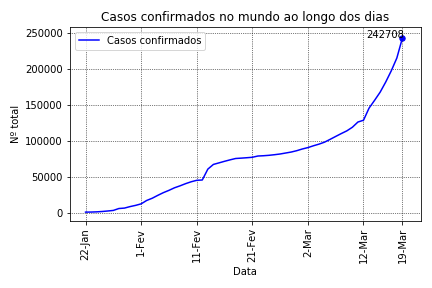 Casos confirmados no mundo ao longo dos dias
Casos confirmados
242708
250000
200000
150000
100000
50000
0
Nº total
22-Jan
1-Fev
11-Fev
21-Fev
2-Mar
12-Mar
19-Mar
Data